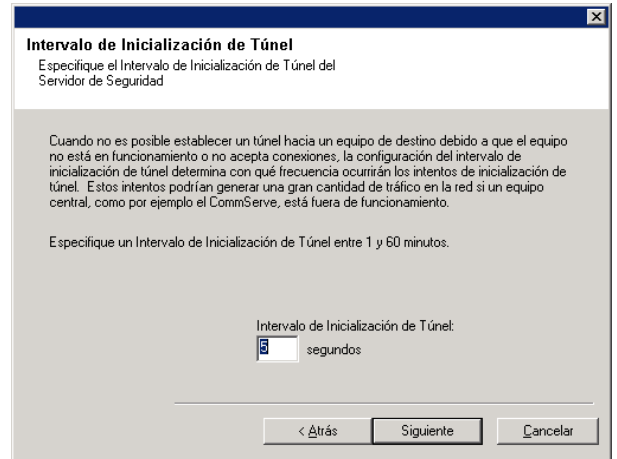 Intervalo de Inicialización de Túnel
Especifique el Intervalo de Inicialización de Túnel del
Servidor de Seguridad
Cuando no es posible establecer un túnel hacia un equipo de destino debido a que el equipo
no está en funcionamiento o no acepta conexiones, la configuración del intervalo de
inicialización de túnel determina con qué frecuencia ocurrirán los intentos de inicialización de
túnel. Estos intentos podrían generar una gran cantidad de tráfico en la red si un equipo
central, como por ejemplo el CommServe, está fuera de funcionamiento.
Especifique un Intervalo de Inicialización de Túnel entre 1 y 60 minutos.
Intervalo de Inicialización de Túnel:
5 segundos
< Atrás Siguiente Cancelar